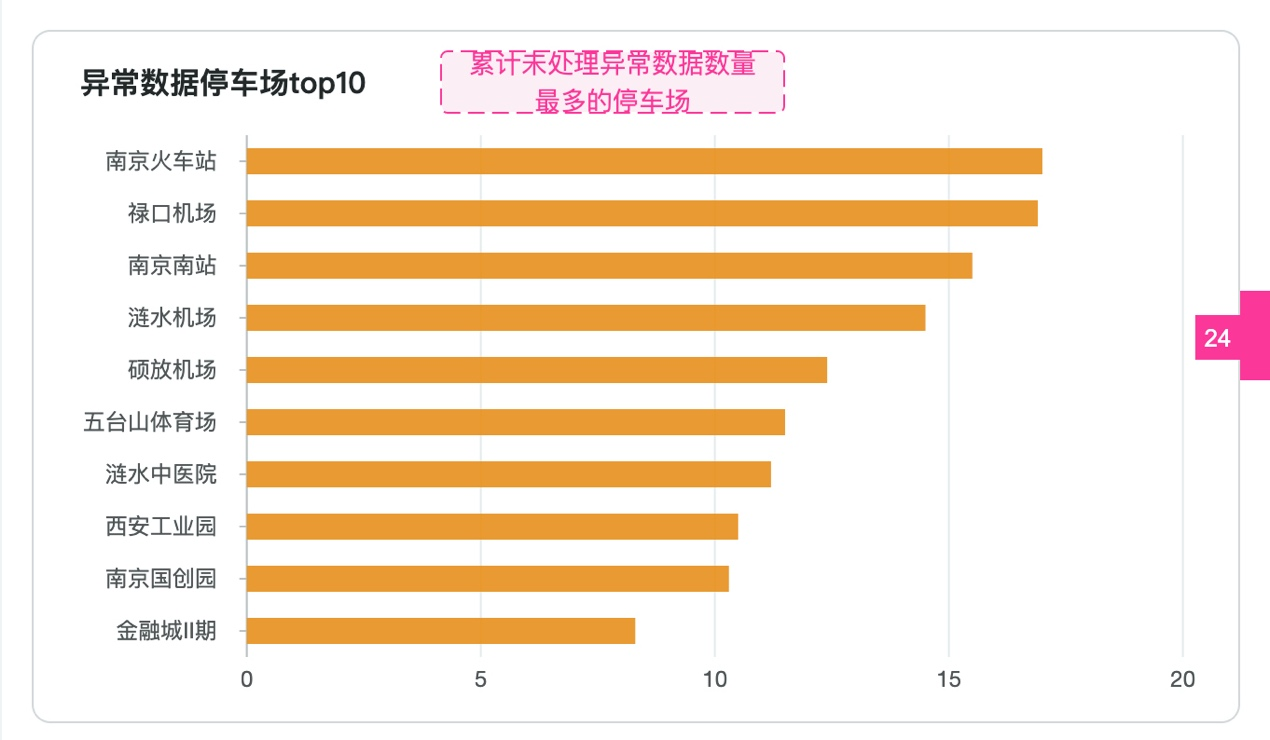 异常数据停车场top10
累计未处理异常数据数量
最多的停车场
南京火车站
禄口机场
南京南站
涟水机场
硕放机场
五台山体育场
涟水中医院
西安工业园
南京国创园
金融城II期
0 5 10 15 20
24